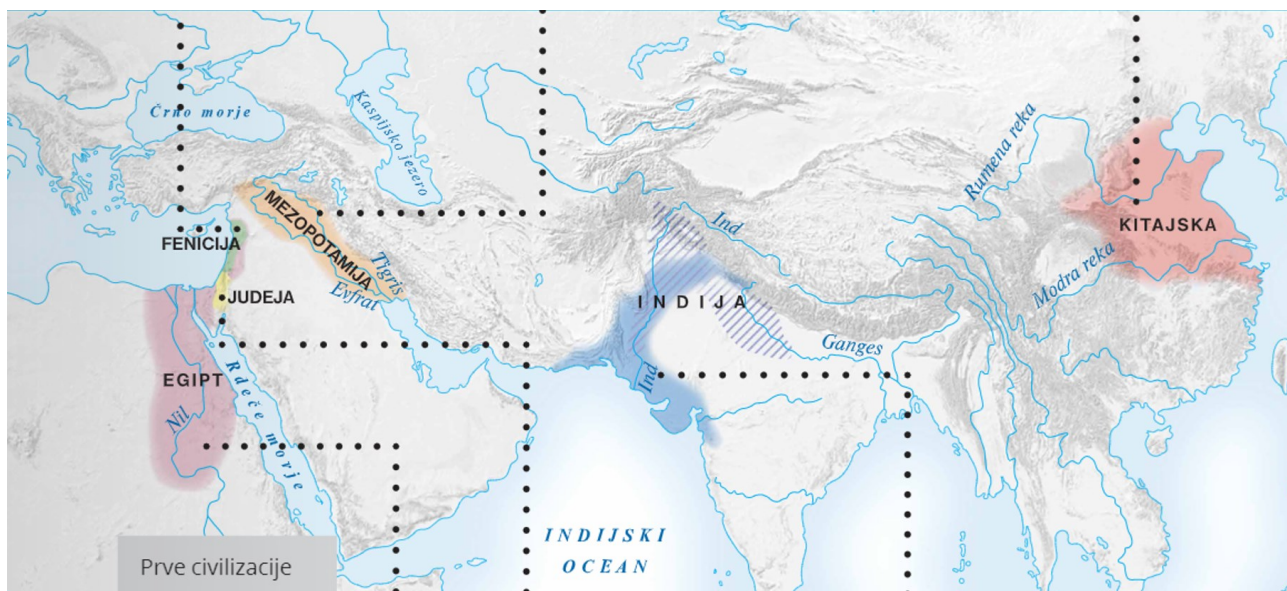 Črno morje
Kaspijsko jezero
Rumena reka
MEZOPOTAMIJA
Ind
KITAJSKA
FENICIJA
Tigris
Modra reka
Evfrat
JUDEJA
INDIJA
Ganges
EGIPT
Ind
Nil
Rdeče morje
INDIJSKI
OCEAN
Prve civilizacije